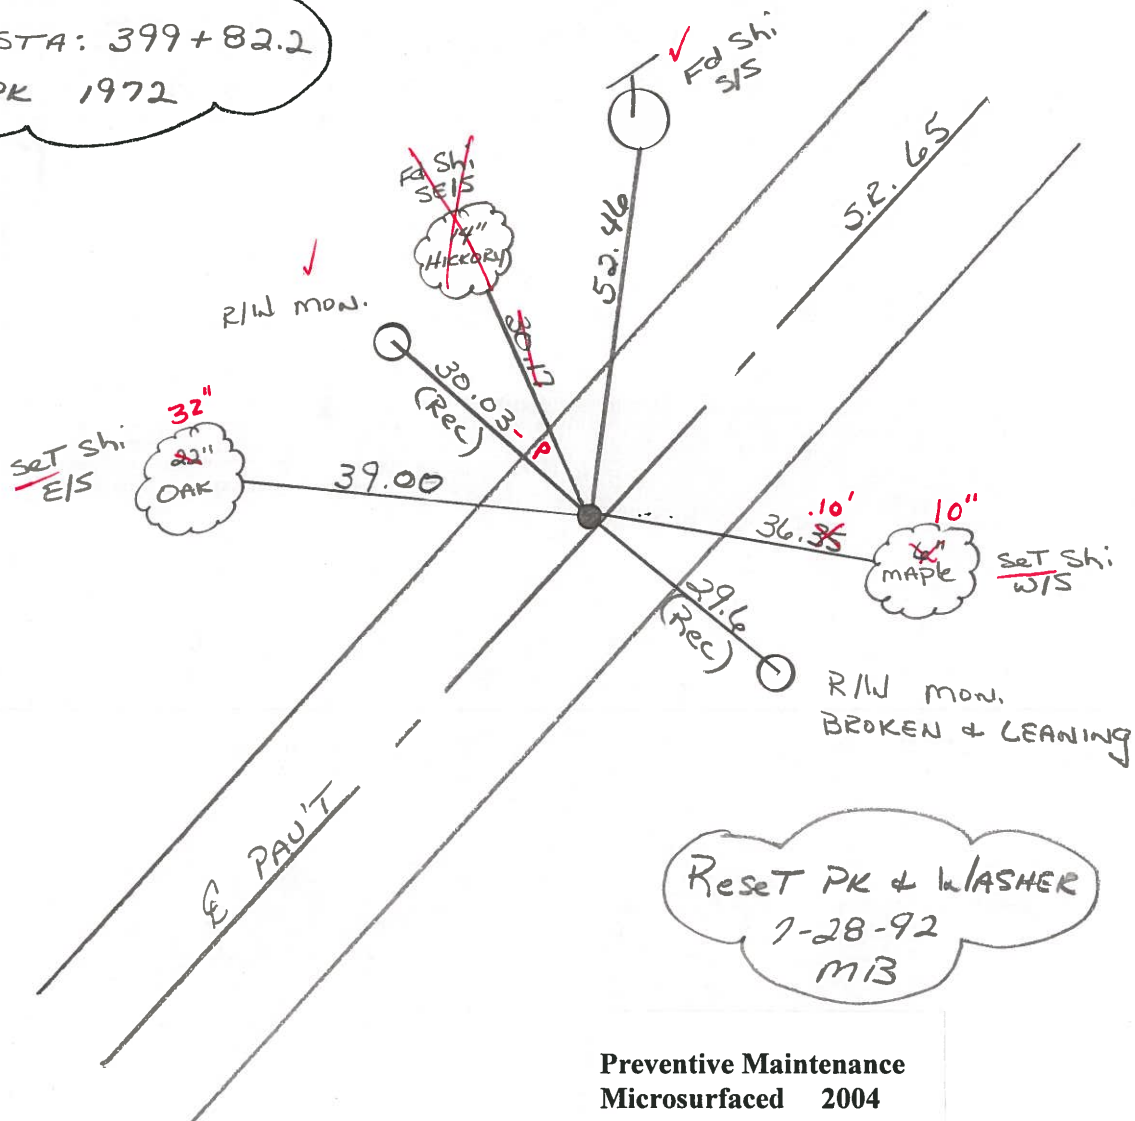 STA: 399+82.2
PK 1972
Fd Shi
S/S
Fd Shi
SE/S
14"
HICKORY
S.R. 65
52.46
R/W MON.
30.17
30.03
(Rec)
32"
SET Shi
E/S
22"
OAK
39.00
.10'
36.35
10"
MAPLE
SET Shi
W/S
29.6
(Rec)
R/W MON.
BROKEN & LEANING
℄ PAV'T
RESET PK & WASHER
7-28-92
MB
Preventive Maintenance
Microsurfaced 2004